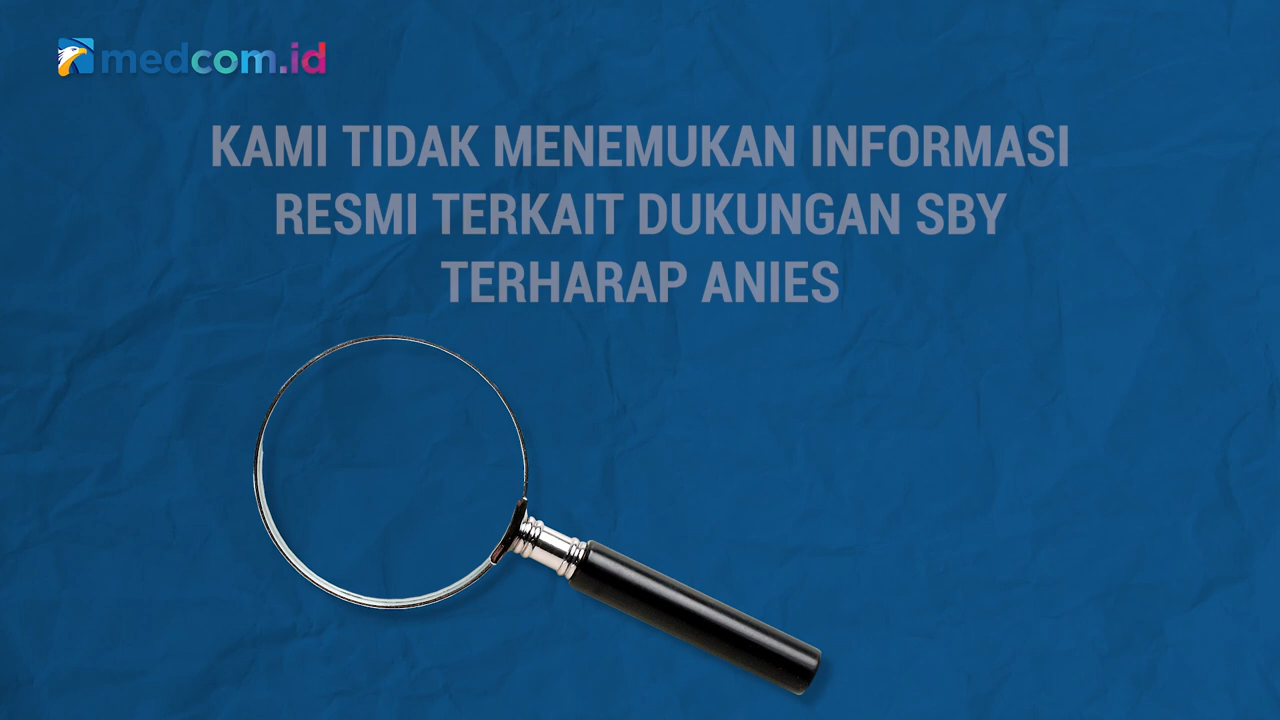 medcom.id
KAMI TIDAK MENEMUKAN INFORMASI
RESMI TERKAIT DUKUNGAN SBY
TERHARAP ANIES